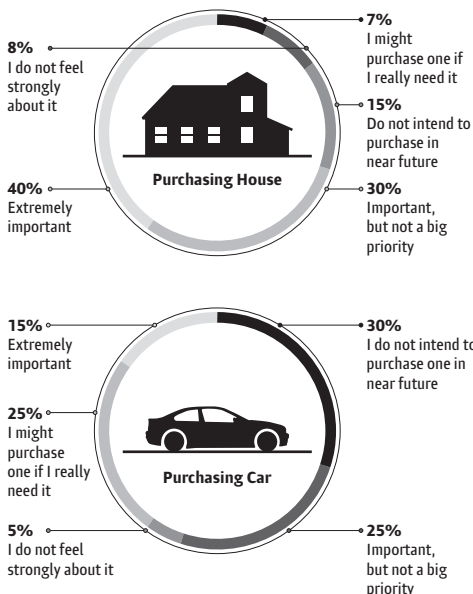 8%
I do not feel
strongly
about it
40%
Extremely
important
Purchasing House
7%
I might
purchase one if
I really need it
15%
Do not intend to
purchase in
near future
30%
Important,
but not a big
priority
15%
Extremely
important
25%
I might
purchase
one if I really
need it
5%
I do not feel
strongly about it
Purchasing Car
30%
I do not intend to
purchase one in
near future
25%
Important,
but not a big
priority